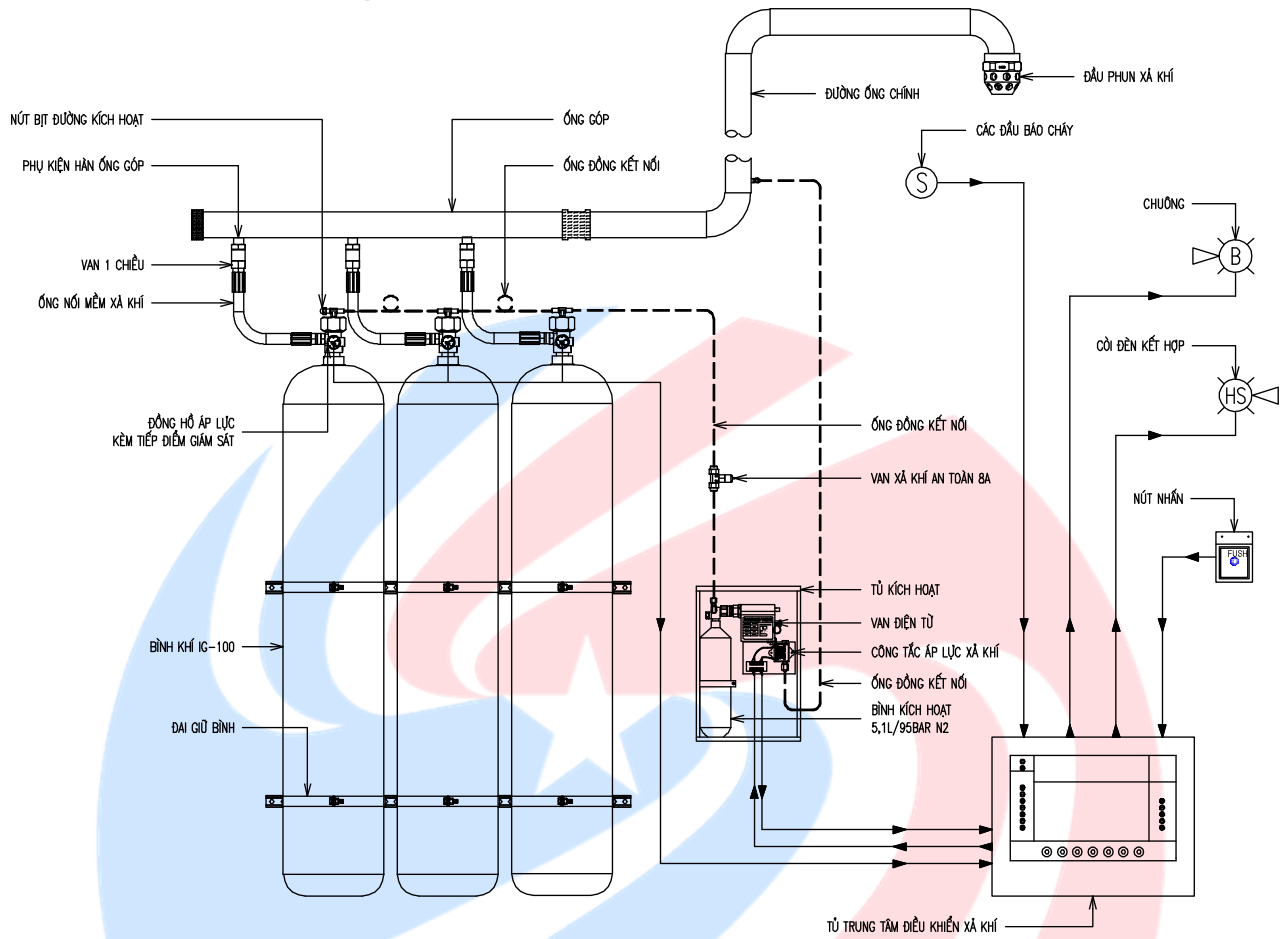 ĐẦU PHUN XẢ KHÍ
ĐƯỜNG ỐNG CHÍNH
NÚT BỊT ĐƯỜNG KÍCH HOẠT
ỐNG GÓP
CÁC ĐẦU BÁO CHÁY
PHỤ KIỆN HÀN ỐNG GÓP
ỐNG ĐỒNG KẾT NỐI
S
CHUÔNG
B
VAN 1 CHIỀU
ỐNG NỐI MỀM XẢ KHÍ
CÒI ĐÈN KẾT HỢP
HS
ĐỒNG HỒ ÁP LỰC
KÈM TIẾP ĐIỂM GIÁM SÁT
ỐNG ĐỒNG KẾT NỐI
VAN XẢ KHÍ AN TOÀN 8A
NÚT NHẤN
PUSH
TỦ KÍCH HOẠT
VAN ĐIỆN TỪ
BÌNH KHÍ IG-100
CÔNG TẮC ÁP LỰC XẢ KHÍ
ỐNG ĐỒNG KẾT NỐI
BÌNH KÍCH HOẠT
5,1L/95BAR N2
ĐAI GIỮ BÌNH
TỦ TRUNG TÂM ĐIỀU KHIỂN XẢ KHÍ